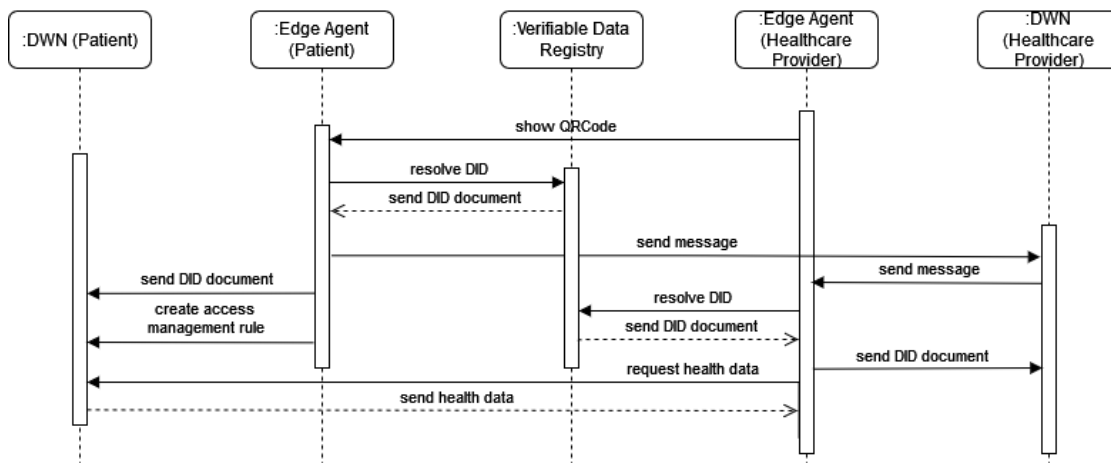 :DWN (Patient)
:Edge Agent
(Patient)
:Verifiable Data
Registry
:Edge Agent
(Healthcare
Provider)
:DWN
(Healthcare
Provider)
show QRCode
resolve DID
send DID document
send message
send message
send DID document
resolve DID
create access
management rule
send DID document
send DID document
request health data
send health data